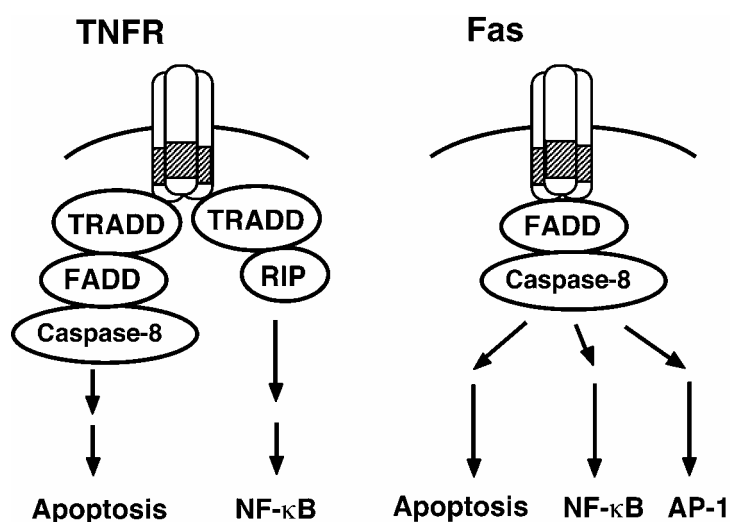 TNFR
Fas
TRADD
TRADD
FADD
FADD
RIP
Caspase-8
Caspase-8
Apoptosis
NF-κB
Apoptosis
NF-κB
AP-1